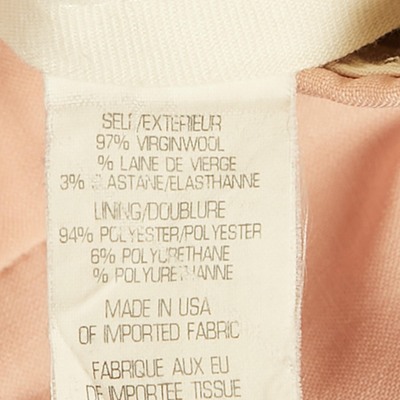 SELF/EXTERIEUR
97% VIRGINWOOL
% LAINE DE VIERGE
3% ELASTANE/ELASTHANNE
LINING/DOUBLURE
94% POLYESTER/POLYESTER
6% POLYURETHANE
% POLYURETHANNE
MADE IN USA
OF IMPORTED FABRIC
FABRIQUE AUX EU
DE IMPORTEE TISSUE